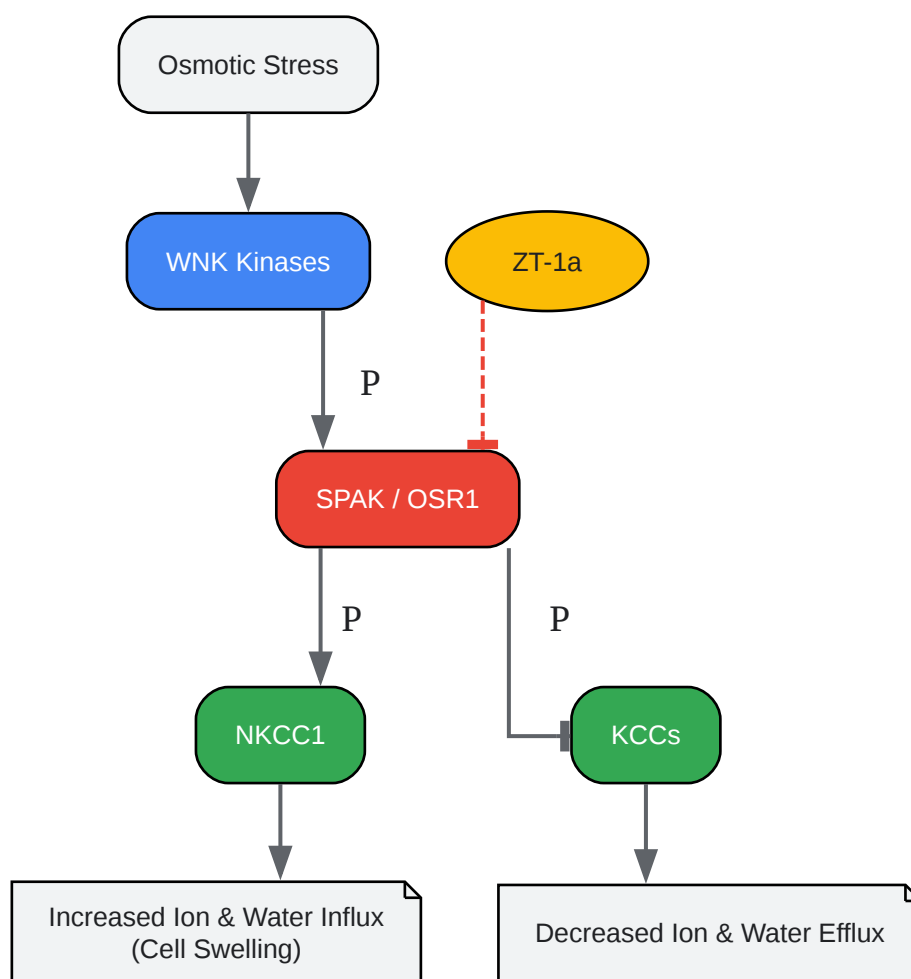 Osmotic Stress
WNK Kinases
ZT-1a
P
SPAK / OSR1
P
P
NKCC1
KCCs
Increased Ion & Water Influx
(Cell Swelling)
Decreased Ion & Water Efflux